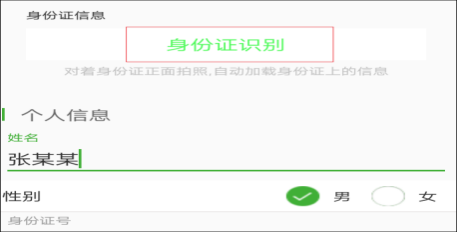 身份证信息
身份证识别
对着身份证正面拍照,自动加载身份证上的信息
个人信息
姓名
张某某
性别 男 女
身份证号